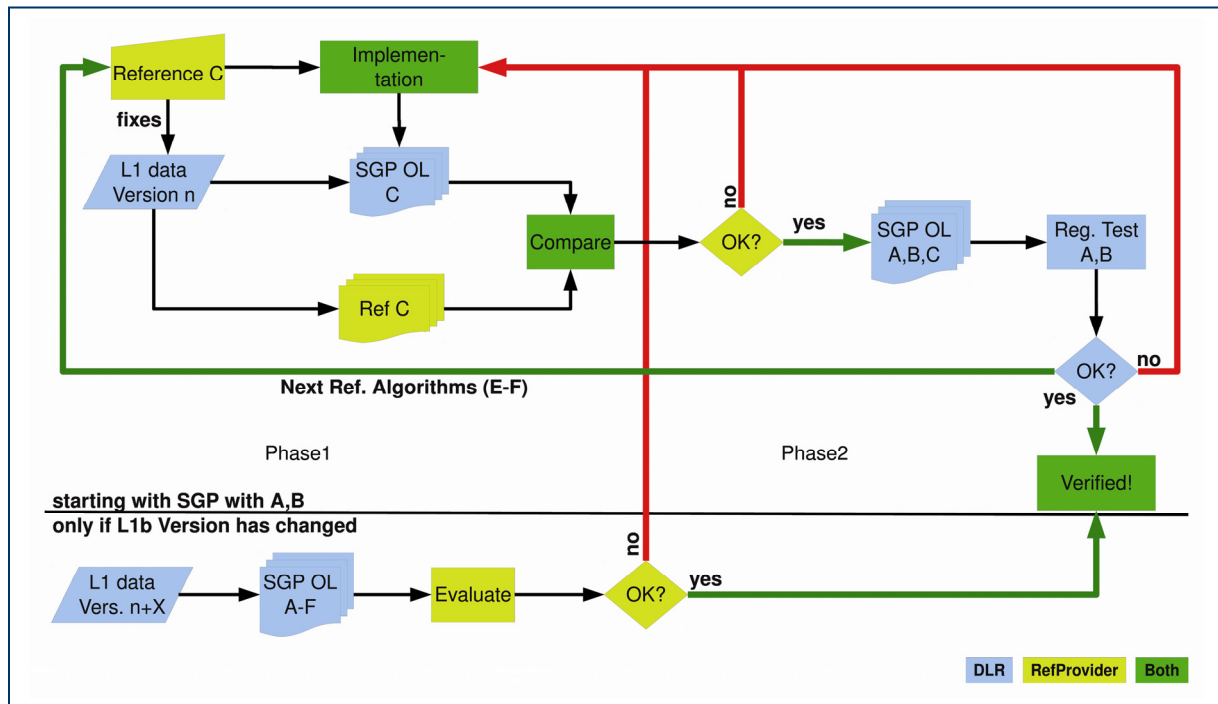 Reference C
Implemen-
tation
fixes
L1 data
Version n
SGP OL
C
Compare
Ref C
no
OK?
yes
SGP OL
A,B,C
Reg. Test
A,B
OK?
no
yes
Next Ref. Algorithms (E-F)
Phase1
Phase2
Verified!
starting with SGP with A,B
only if L1b Version has changed
L1 data
Vers. n+X
SGP OL
A-F
Evaluate
no
OK?
yes
DLR
RefProvider
Both